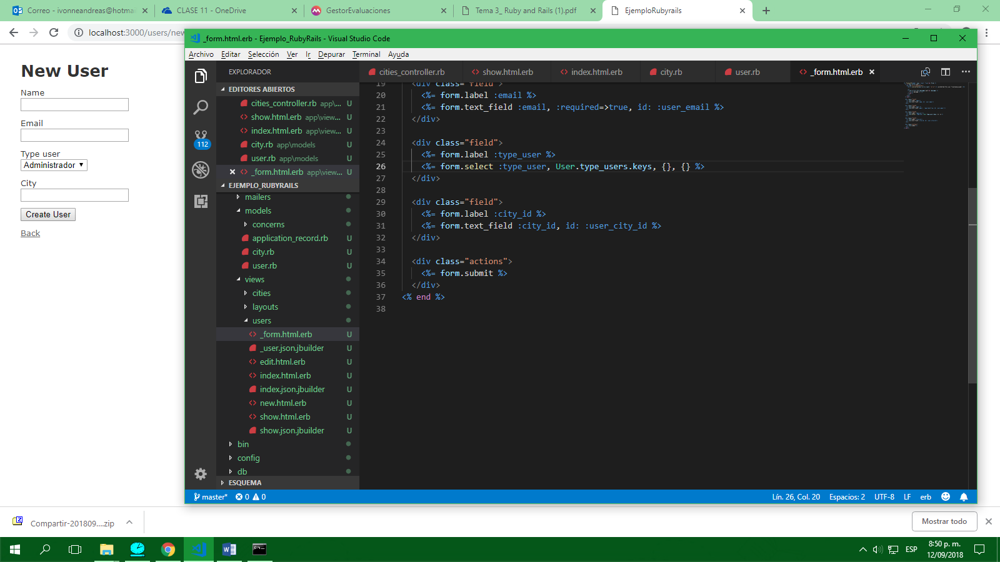 Correo - ivonneandreas@hotmai
CLASE 11 - OneDrive
GestorEvaluaciones
Tema 3_ Ruby and Rails (1).pdf
EjemploRubyrails
localhost:3000/users/new
New User
Name
Email
Type user
Administrador
City
Create User
Back
_form.html.erb - Ejemplo_RubyRails - Visual Studio Code
Archivo Editar Selección Ver Ir Depurar Terminal Ayuda
EXPLORADOR
EDITORES ABIERTOS
cities_controller.rb app\... U
show.html.erb app\view... U
index.html.erb app\view... U
city.rb app\models U
user.rb app\models U
_form.html.erb app\view... U
112
EJEMPLO_RUBYRAILS
mailers
models
concerns
application_record.rb U
city.rb U
user.rb U
views
cities
layouts
users
_form.html.erb U
_user.json.jbuilder U
edit.html.erb U
index.html.erb U
index.json.jbuilder U
new.html.erb U
show.html.erb U
show.json.jbuilder U
bin
config
db
ESQUEMA
cities_controller.rb show.html.erb index.html.erb city.rb user.rb _form.html.erb
19 <div class="field">
20 <%= form.label :email %>
21 <%= form.text_field :email, :required=>true, id: :user_email %>
22 </div>
23
24 <div class="field">
25 <%= form.label :type_user %>
26 <%= form.select :type_user, User.type_users.keys, {}, {} %>
27 </div>
28
29 <div class="field">
30 <%= form.label :city_id %>
31 <%= form.text_field :city_id, id: :user_city_id %>
32 </div>
33
34 <div class="actions">
35 <%= form.submit %>
36 </div>
37 <% end %>
38
master* 0 0
Lín. 26, Col. 20 Espacios: 2 UTF-8 LF erb
Compartir-201809....zip
Mostrar todo
ESP
8:50 p. m.
12/09/2018